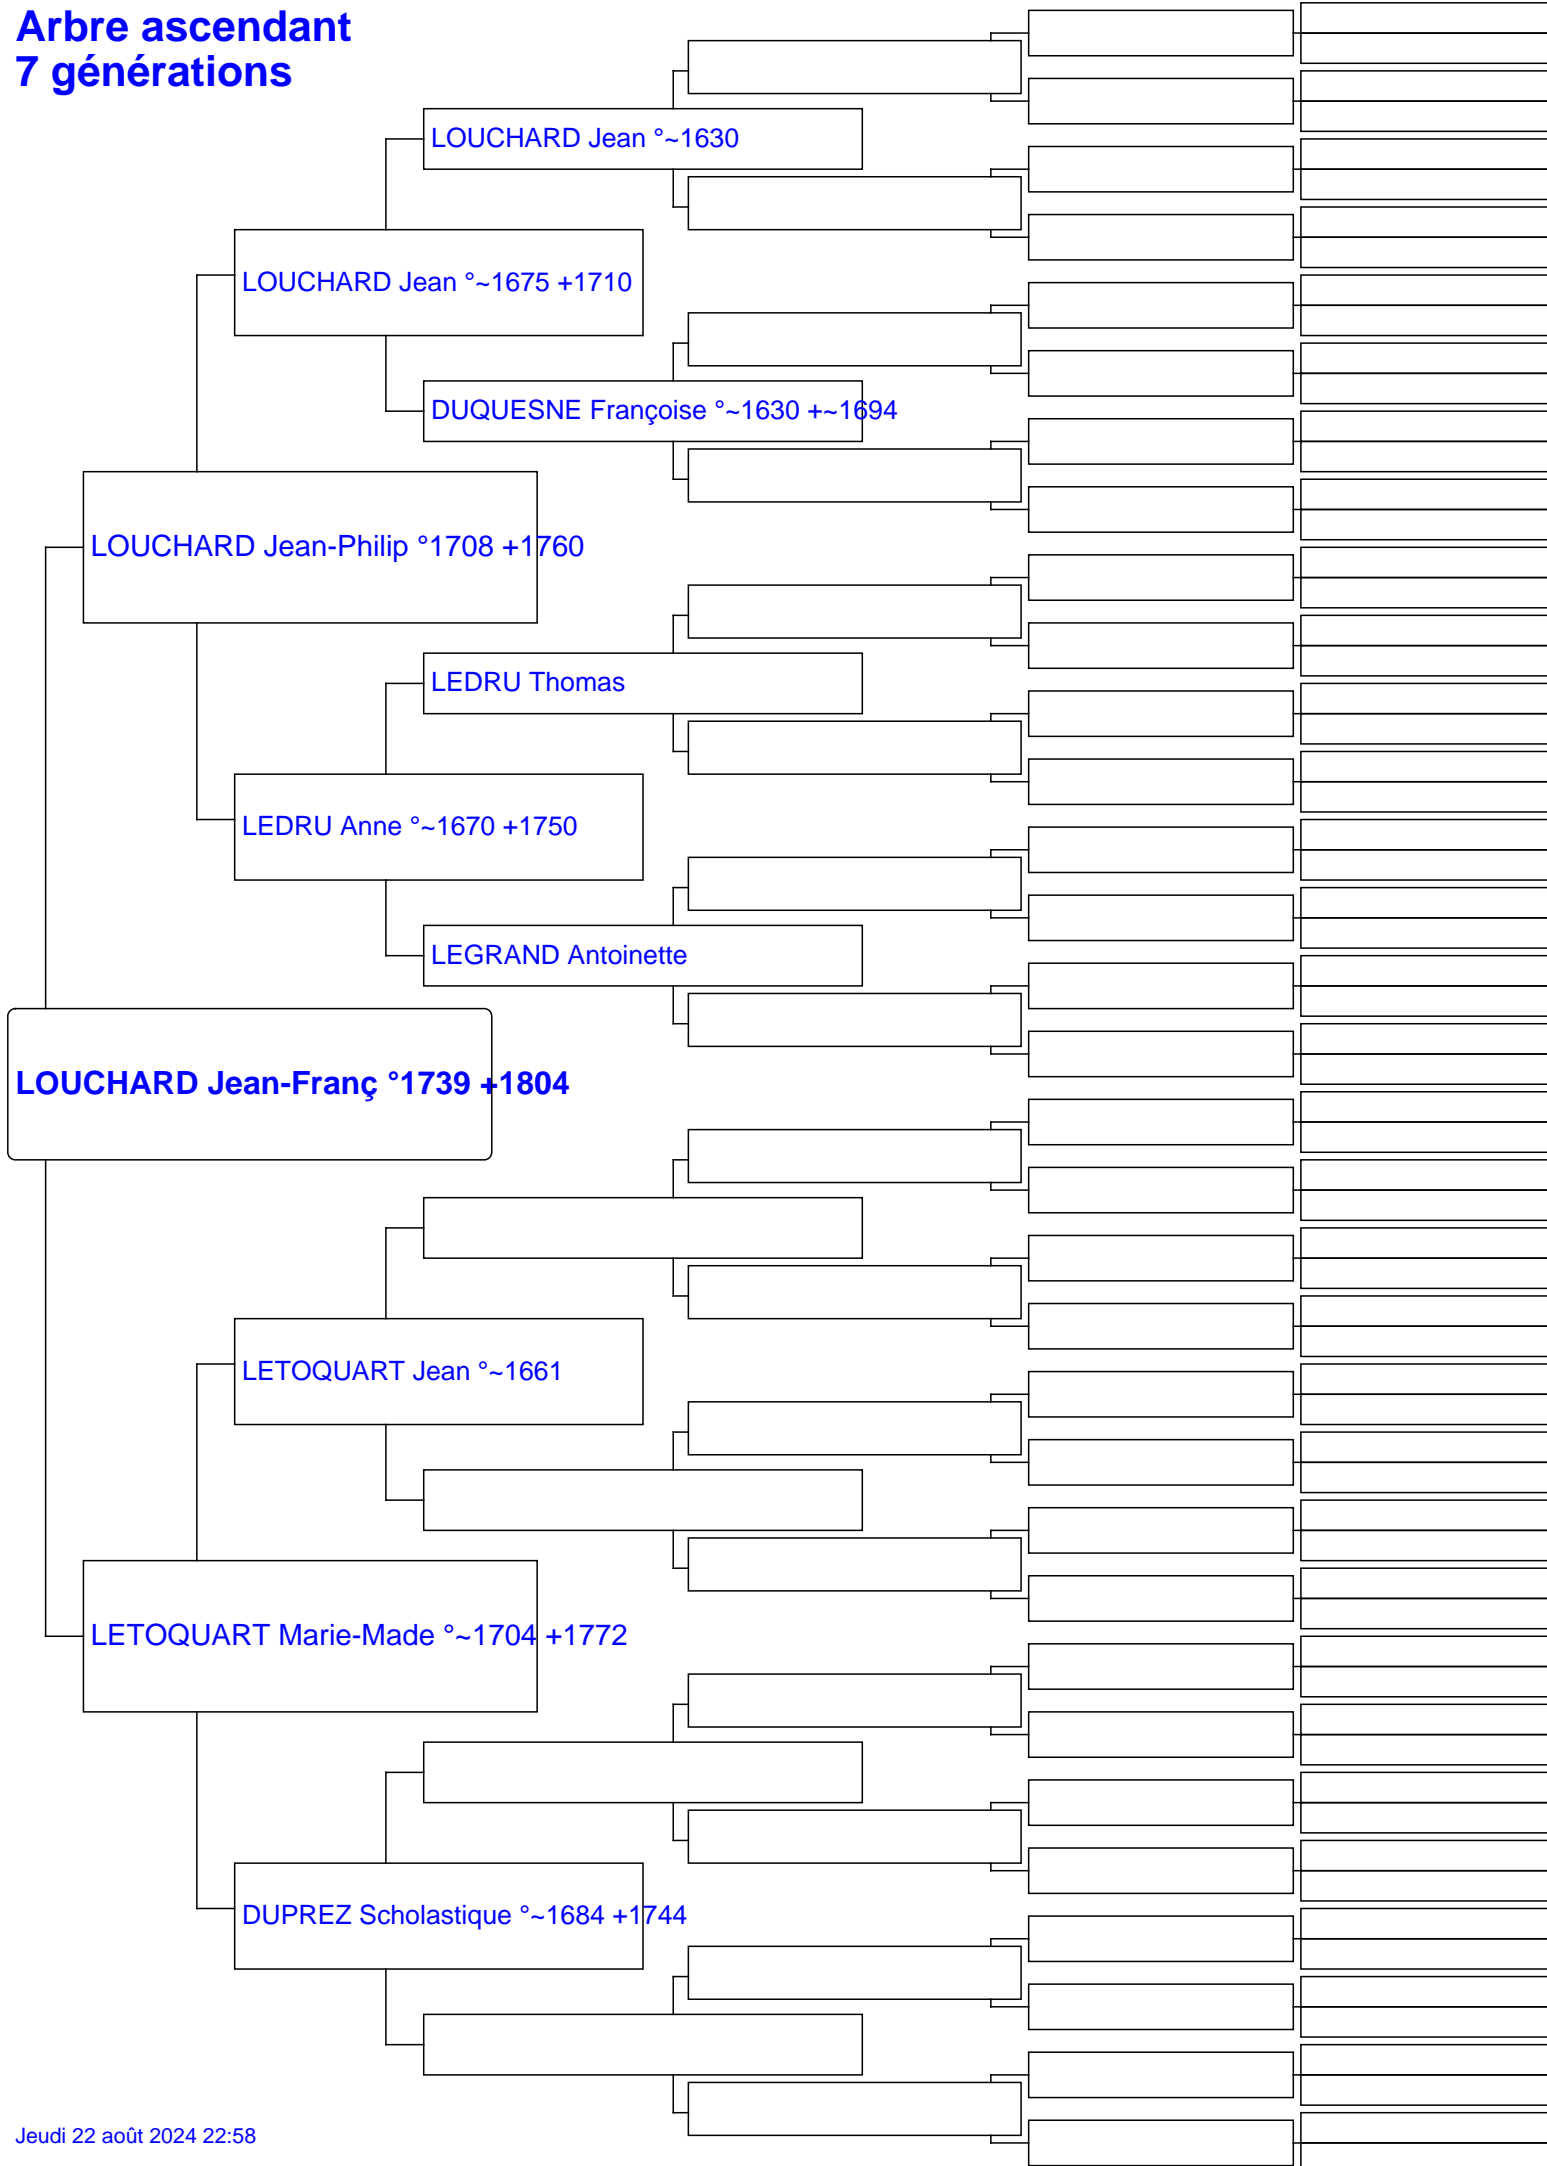 Arbre ascendant
7 générations
LOUCHARD Jean °~1630
LOUCHARD Jean °~1675 +1710
DUQUESNE Françoise °~1630 +~1694
LOUCHARD Jean-Philip °1708 +1760
LEDRU Thomas
LEDRU Anne °~1670 +1750
LEGRAND Antoinette
LOUCHARD Jean-Franç °1739 +1804
LETOQUART Jean °~1661
LETOQUART Marie-Made °~1704 +1772
DUPREZ Scholastique °~1684 +1744
Jeudi 22 août 2024 22:58